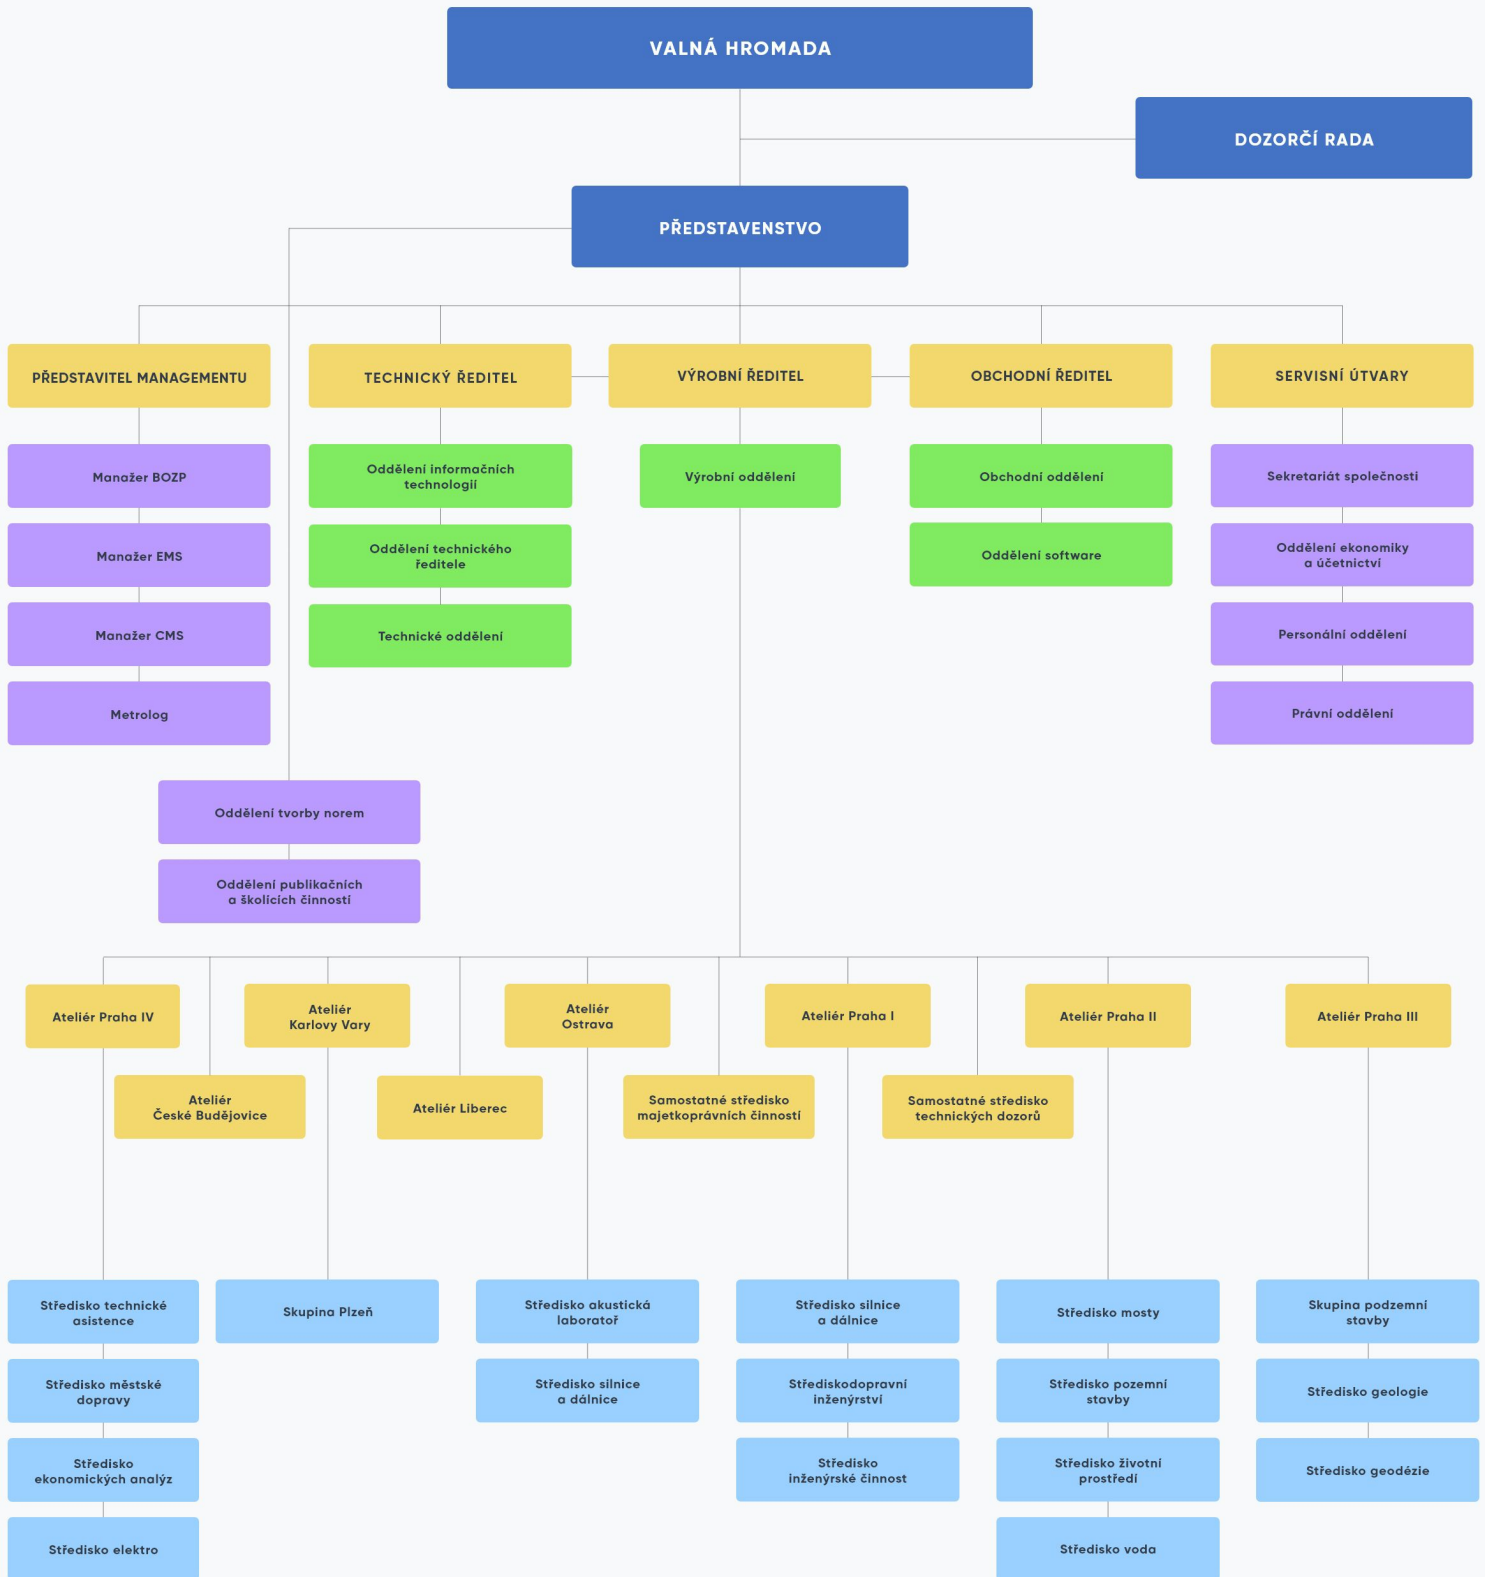 VALNÁ HROMADA
DOZORČÍ RADA
PŘEDSTAVENSTVO
PŘEDSTAVITEL MANAGEMENTU
TECHNICKÝ ŘEDITEL
VÝROBNÍ ŘEDITEL
OBCHODNÍ ŘEDITEL
SERVISNÍ ÚTVARY
Manažer BOZP
Manažer EMS
Manažer CMS
Metrolog
Oddělení informačních
technologií
Oddělení technického
ředitele
Technické oddělení
Výrobní oddělení
Obchodní oddělení
Oddělení software
Sekretariát společnosti
Oddělení ekonomiky
a účetnictví
Personální oddělení
Právní oddělení
Oddělení tvorby norem
Oddělení publikačních
a školících činností
Ateliér Praha IV
Ateliér
Karlovy Vary
Ateliér
Ostrava
Ateliér Praha I
Ateliér Praha II
Ateliér Praha III
Ateliér
České Budějovice
Ateliér Liberec
Samostatné středisko
majetkoprávních činností
Samostatné středisko
technických dozorů
Středisko technické
asistence
Středisko městské
dopravy
Středisko
ekonomických analýz
Středisko elektro
Skupina Plzeň
Středisko akustická
laboratoř
Středisko silnice
a dálnice
Středisko silnice
a dálnice
Střediskodopravní
inženýrství
Středisko
inženýrské činnost
Středisko mosty
Středisko pozemní
stavby
Středisko životní
prostředí
Středisko voda
Skupina podzemní
stavby
Středisko geologie
Středisko geodézie